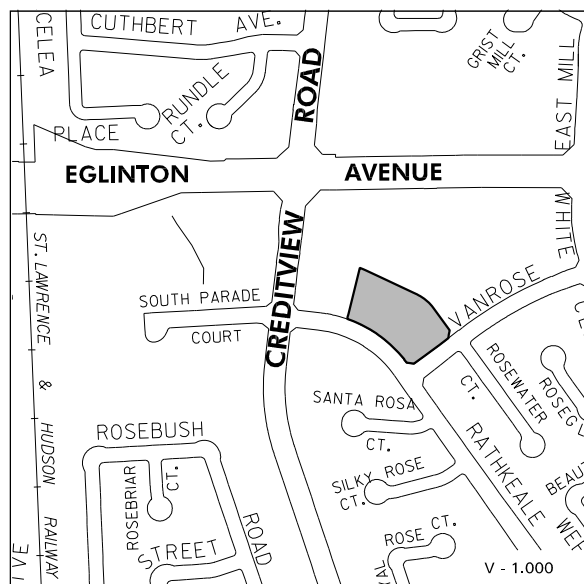 CELEA
CUTHBERT AVE.
GRIST
MILL
CT.
EAST MILL
RUNDLE
CT.
ROAD
PLACE
EGLINTON AVENUE
WHITE
ST. LAWRENCE & HUDSON RAILWAY
CREDITVIEW
SOUTH PARADE
COURT
VANROSE
SANTA ROSA
CT.
CT.
ROSEWATER
ROSEG
ROSEBUSH
RATHKEALE
SILKY ROSE
CT.
ROSEBRIAR
CT.
ROAD
STREET
ROSE CT.
BEAU
V - 1.000